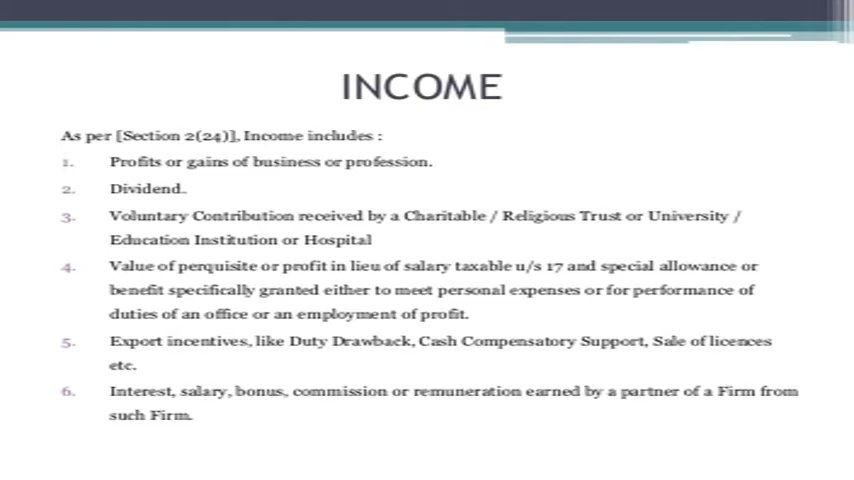 INCOME
As per [Section 2(24)], Income includes :
1. Profits or gains of business or profession.
2. Dividend.
3. Voluntary Contribution received by a Charitable / Religious Trust or University /
Education Institution or Hospital
4. Value of perquisite or profit in lieu of salary taxable u/s 17 and special allowance or
benefit specifically granted either to meet personal expenses or for performance of
duties of an office or an employment of profit.
5. Export incentives, like Duty Drawback, Cash Compensatory Support, Sale of licences
etc.
6. Interest, salary, bonus, commission or remuneration earned by a partner of a Firm from
such Firm.